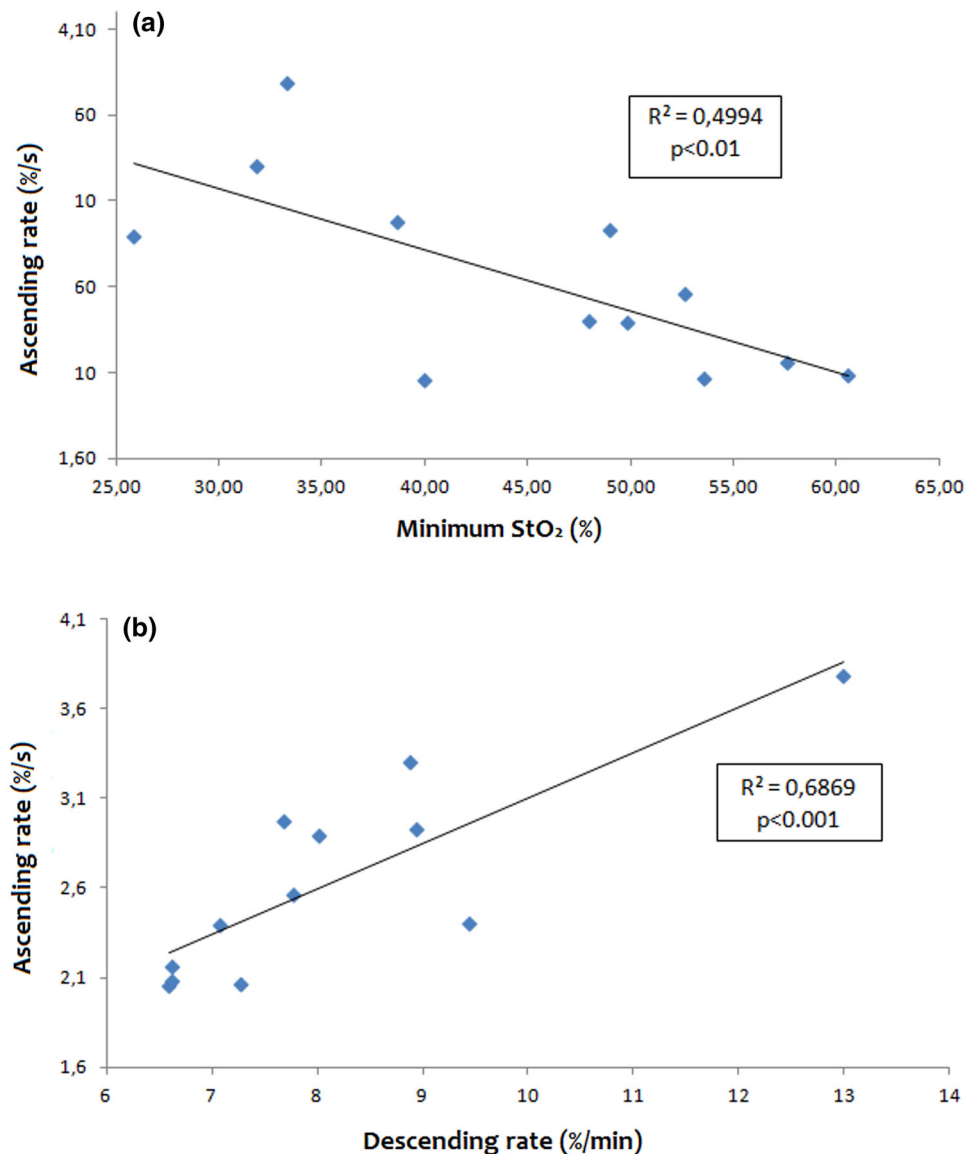 (a)
4,10
60
10
60
10
1,60
Ascending rate (%/s)
R² = 0,4994
p<0.01
25,00 30,00 35,00 40,00 45,00 50,00 55,00 60,00 65,00
Minimum StO₂ (%)
(b)
4,1
3,6
3,1
2,6
2,1
1,6
Ascending rate (%/s)
R² = 0,6869
p<0.001
6 7 8 9 10 11 12 13 14
Descending rate (%/min)